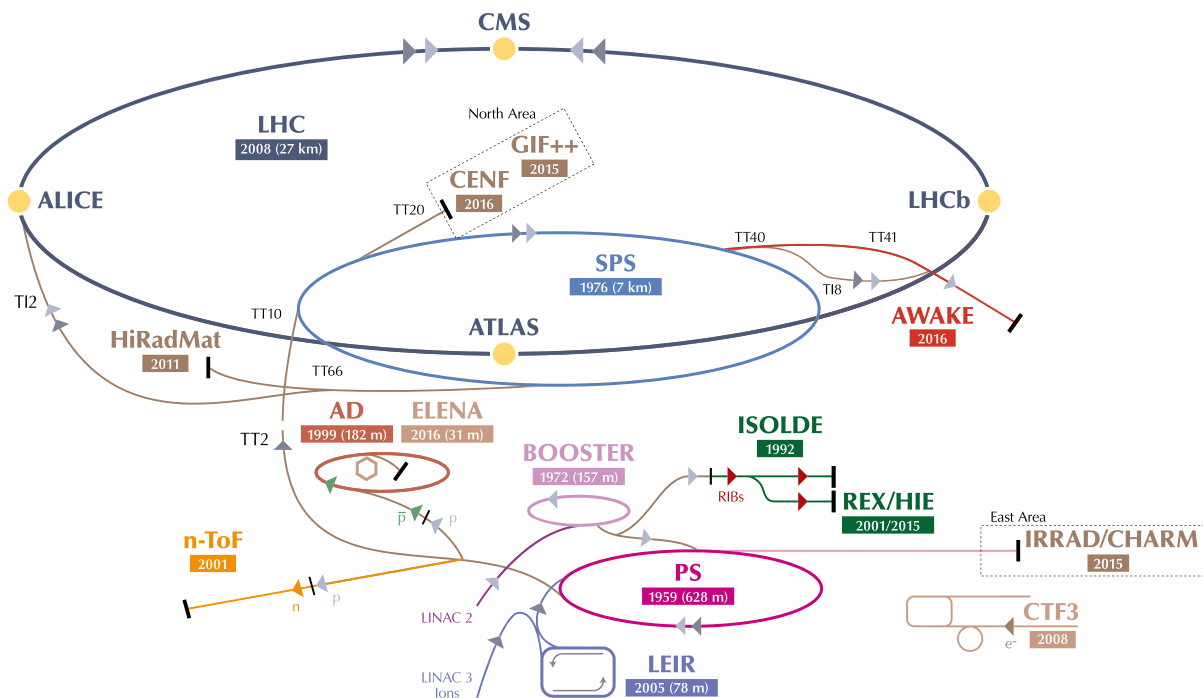 CMS
North Area
LHC
2008 (27 km)
GIF++
2015
CENF
2016
ALICE
LHCb
TT20
TT40
TT41
SPS
1976 (7 km)
TI2
TI8
TT10
ATLAS
AWAKE
2016
HiRadMat
2011
TT66
AD
1999 (182 m)
ELENA
2016 (31 m)
TT2
ISOLDE
1992
BOOSTER
1972 (157 m)
RIBs
REX/HIE
2001/2015
p̅
p
East Area
n-ToF
2001
IRRAD/CHARM
2015
PS
1959 (628 m)
n
p
LINAC 2
CTF3
2008
e-
LINAC 3
Ions
LEIR
2005 (78 m)